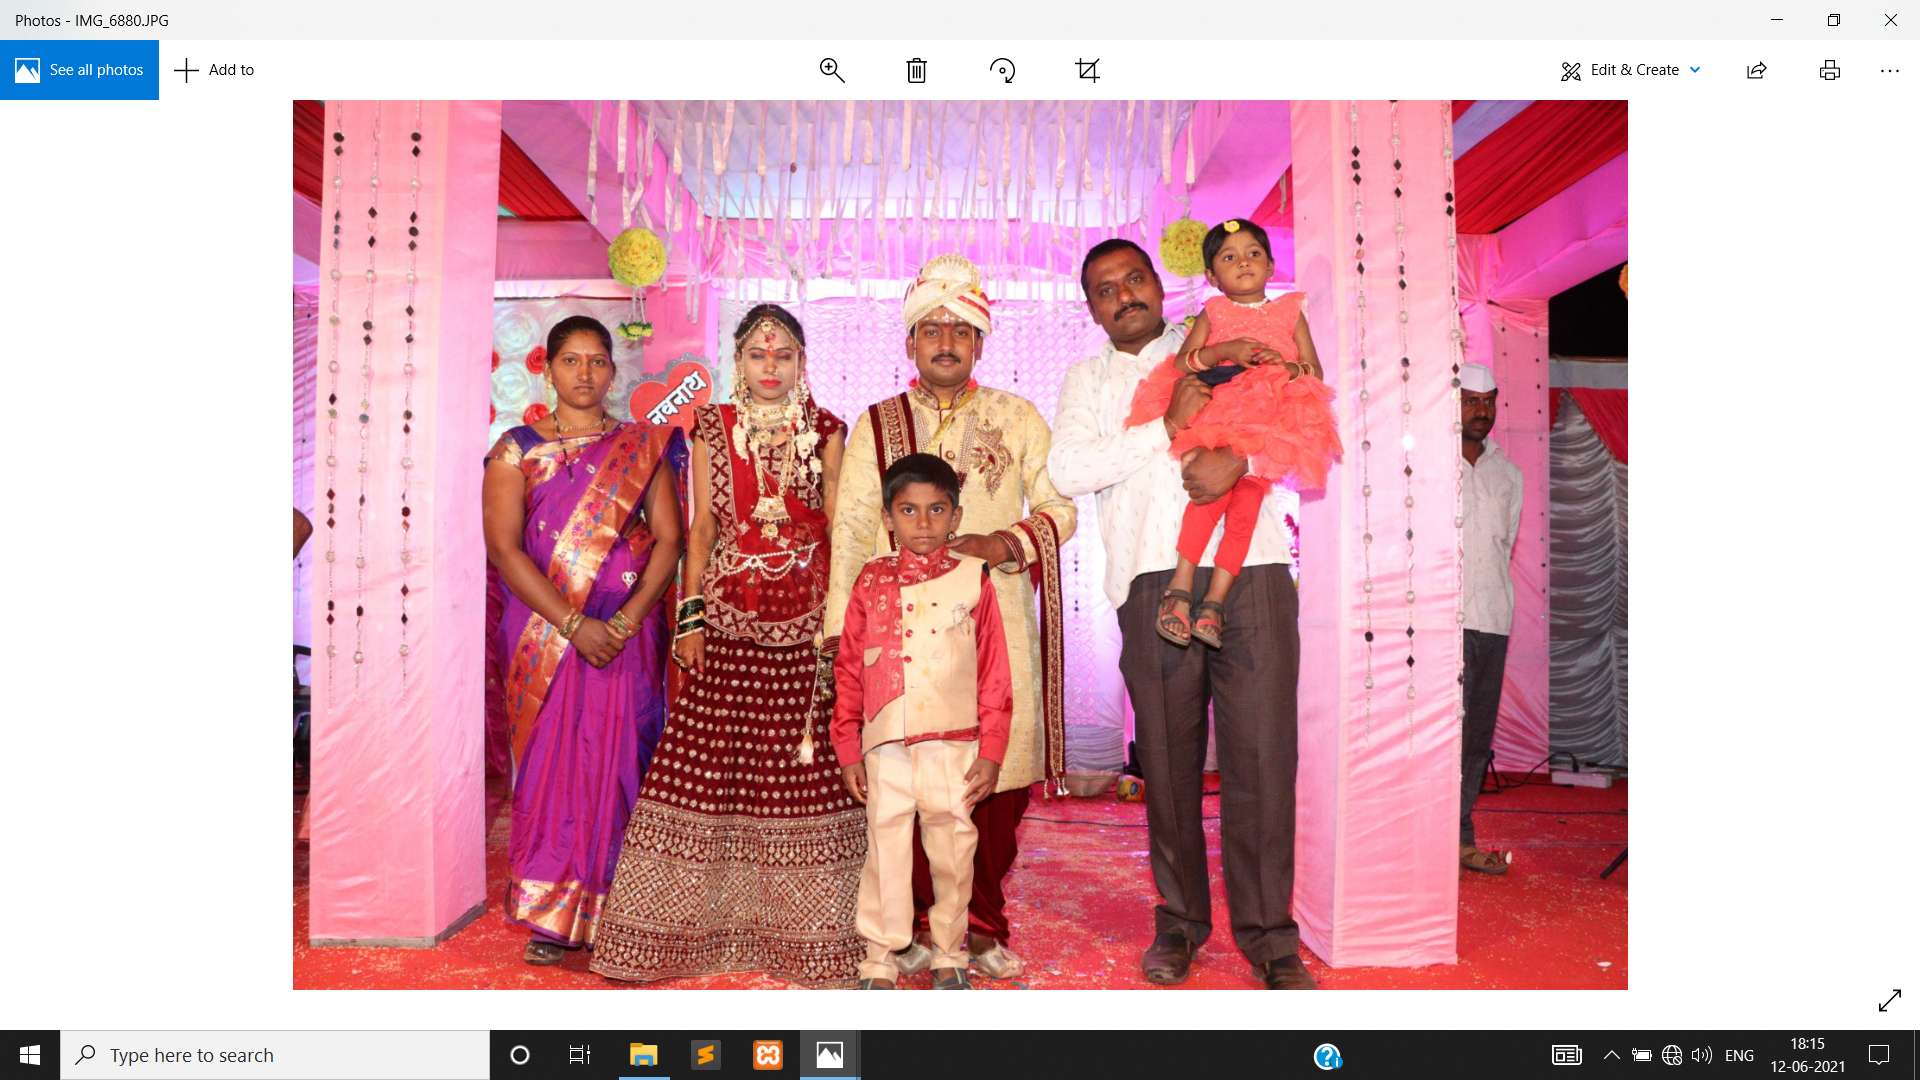 Photos - IMG_6880.JPG
See all photos
Add to
Edit & Create
नवनाथ
Type here to search
ENG
18:15
12-06-2021